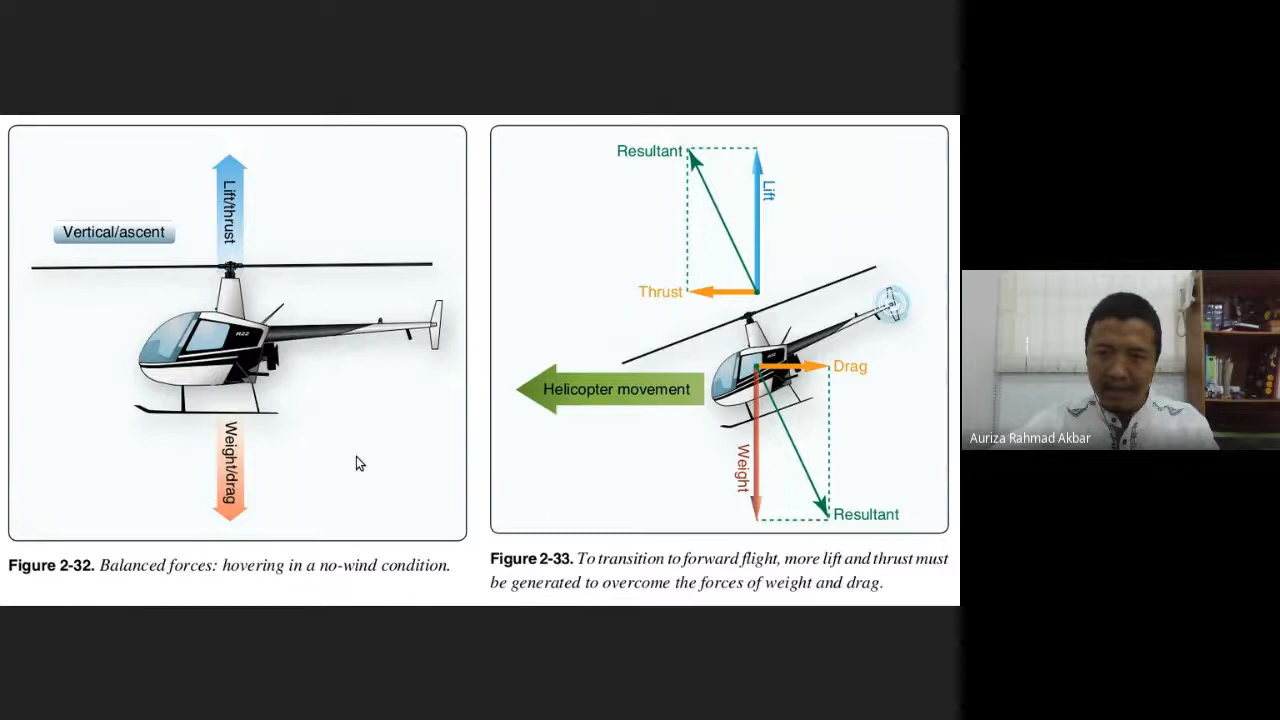 Lift/thrust
Vertical/ascent
R22
Weight/drag
Figure 2-32. Balanced forces: hovering in a no-wind condition.
Resultant
Lift
Thrust
Drag
Helicopter movement
Weight
Resultant
Figure 2-33. To transition to forward flight, more lift and thrust must
be generated to overcome the forces of weight and drag.
Auriza Rahmad Akbar